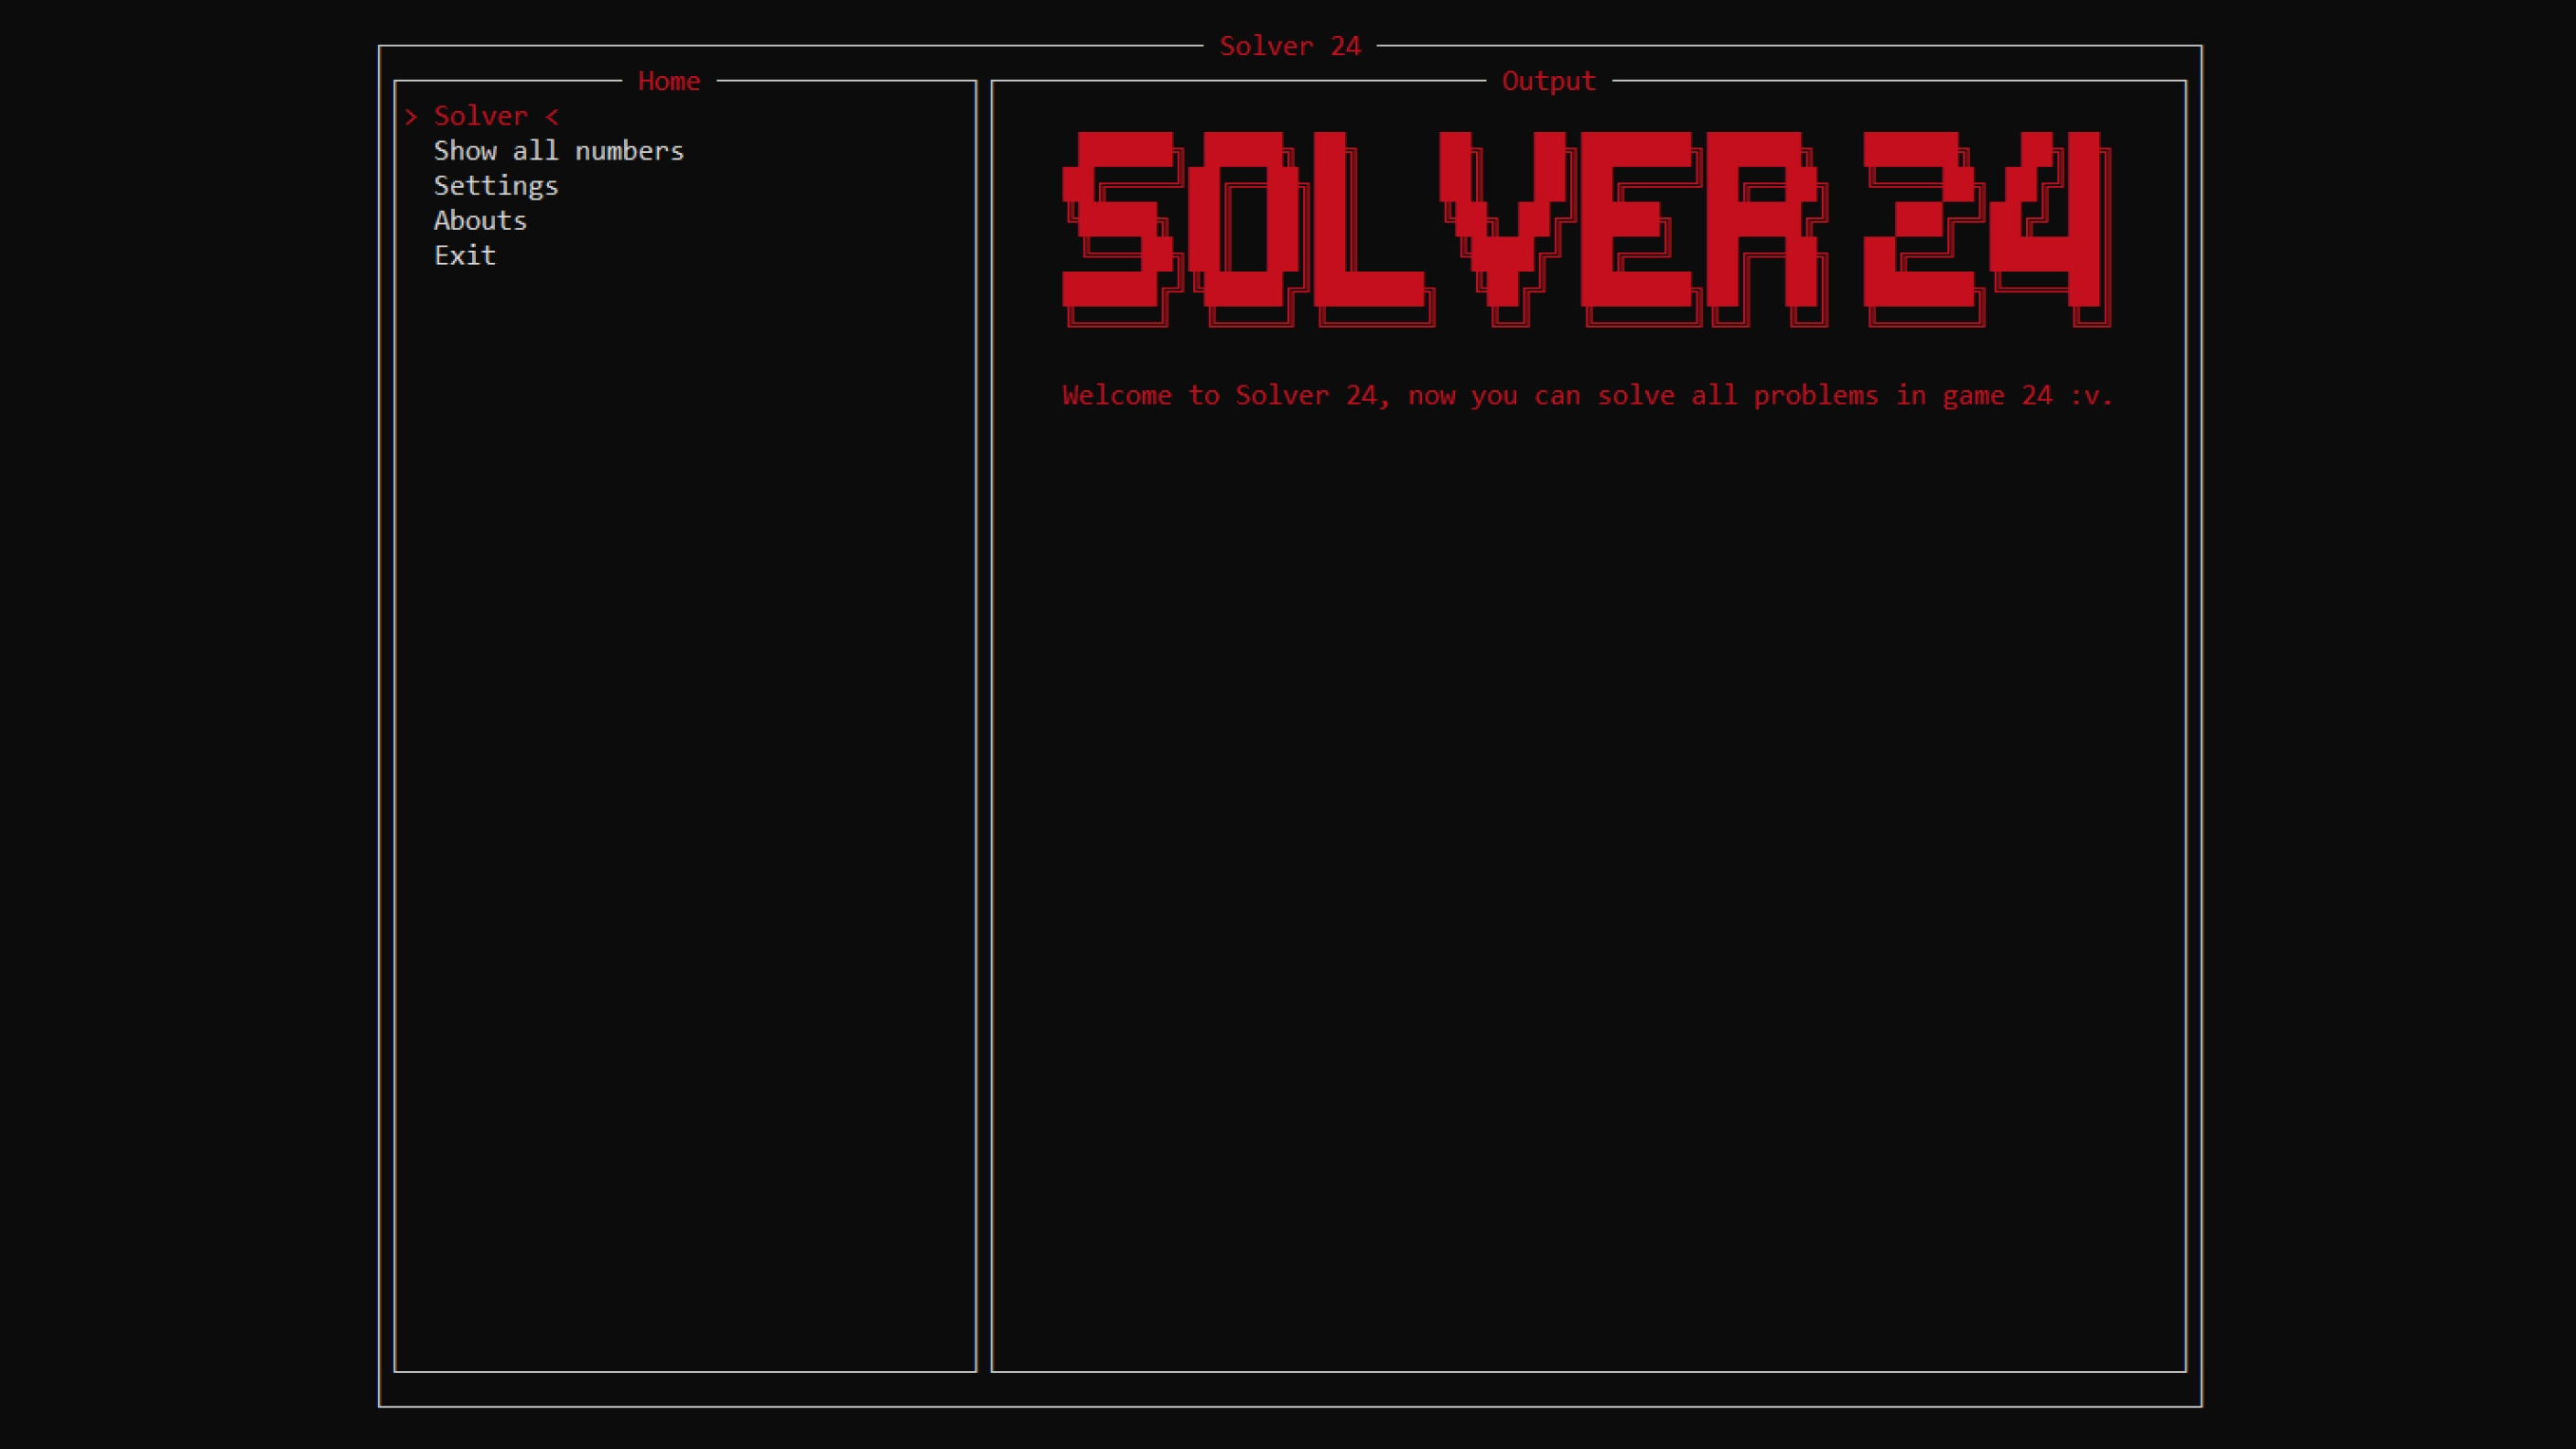 Solver 24
Home
> Solver <
Show all numbers
Settings
Abouts
Exit
Output
SOLVER 24
Welcome to Solver 24, now you can solve all problems in game 24 :v.